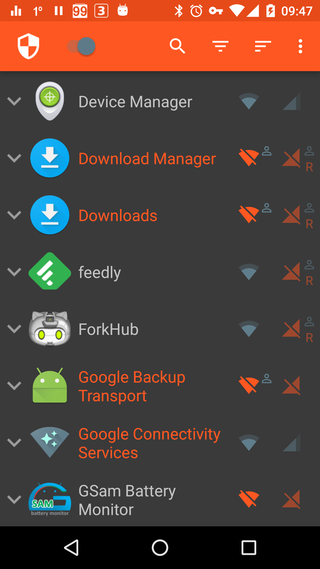 1° 99 3 09:47
Device Manager
Download Manager
R
Downloads
R
feedly
R
ForkHub
R
Google Backup
Transport
Google Connectivity
Services
GSam Battery
Monitor
SAM
battery monitor